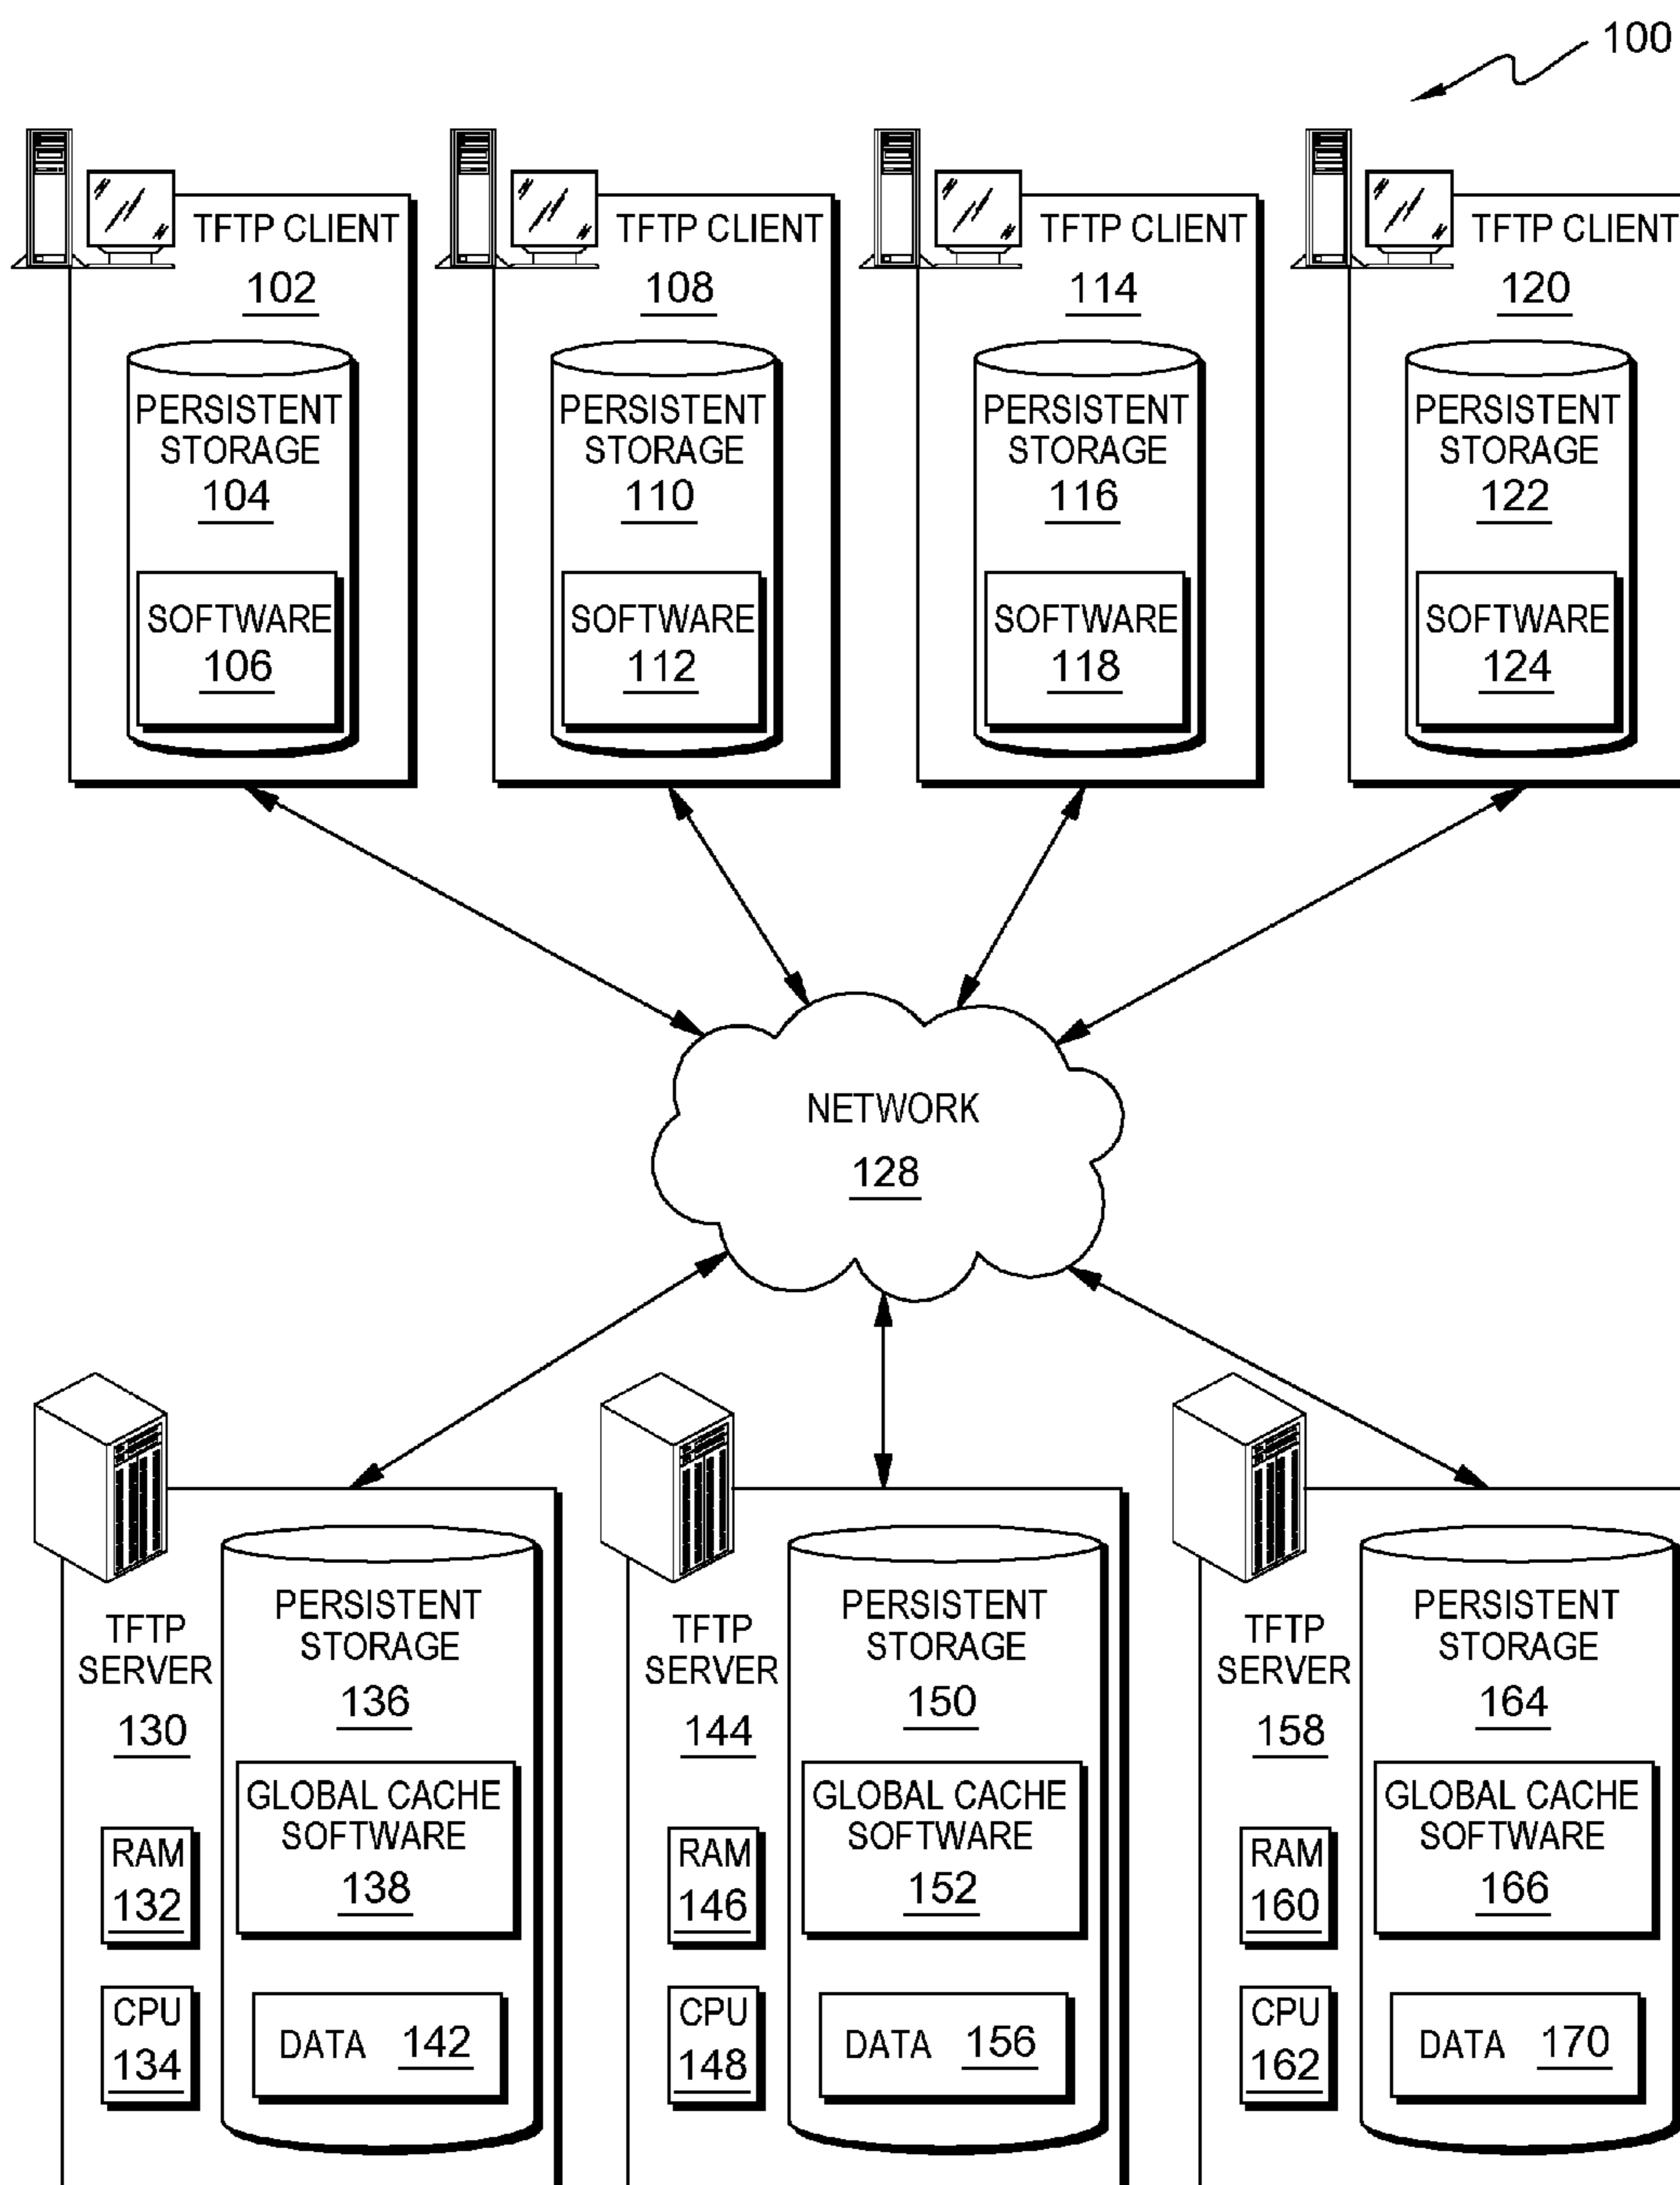 100
TFTP CLIENT
102
PERSISTENT
STORAGE
104
SOFTWARE
106
TFTP CLIENT
108
PERSISTENT
STORAGE
110
SOFTWARE
112
TFTP CLIENT
114
PERSISTENT
STORAGE
116
SOFTWARE
118
TFTP CLIENT
120
PERSISTENT
STORAGE
122
SOFTWARE
124
NETWORK
128
TFTP
SERVER
130
RAM
132
CPU
134
PERSISTENT
STORAGE
136
GLOBAL CACHE
SOFTWARE
138
DATA 142
TFTP
SERVER
144
RAM
146
CPU
148
PERSISTENT
STORAGE
150
GLOBAL CACHE
SOFTWARE
152
DATA 156
TFTP
SERVER
158
RAM
160
CPU
162
PERSISTENT
STORAGE
164
GLOBAL CACHE
SOFTWARE
166
DATA 170